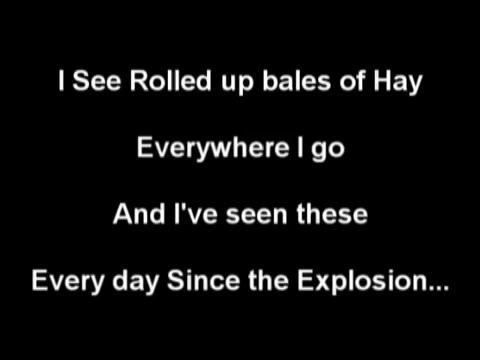 I See Rolled up bales of Hay
Everywhere I go
And I've seen these
Every day Since the Explosion...